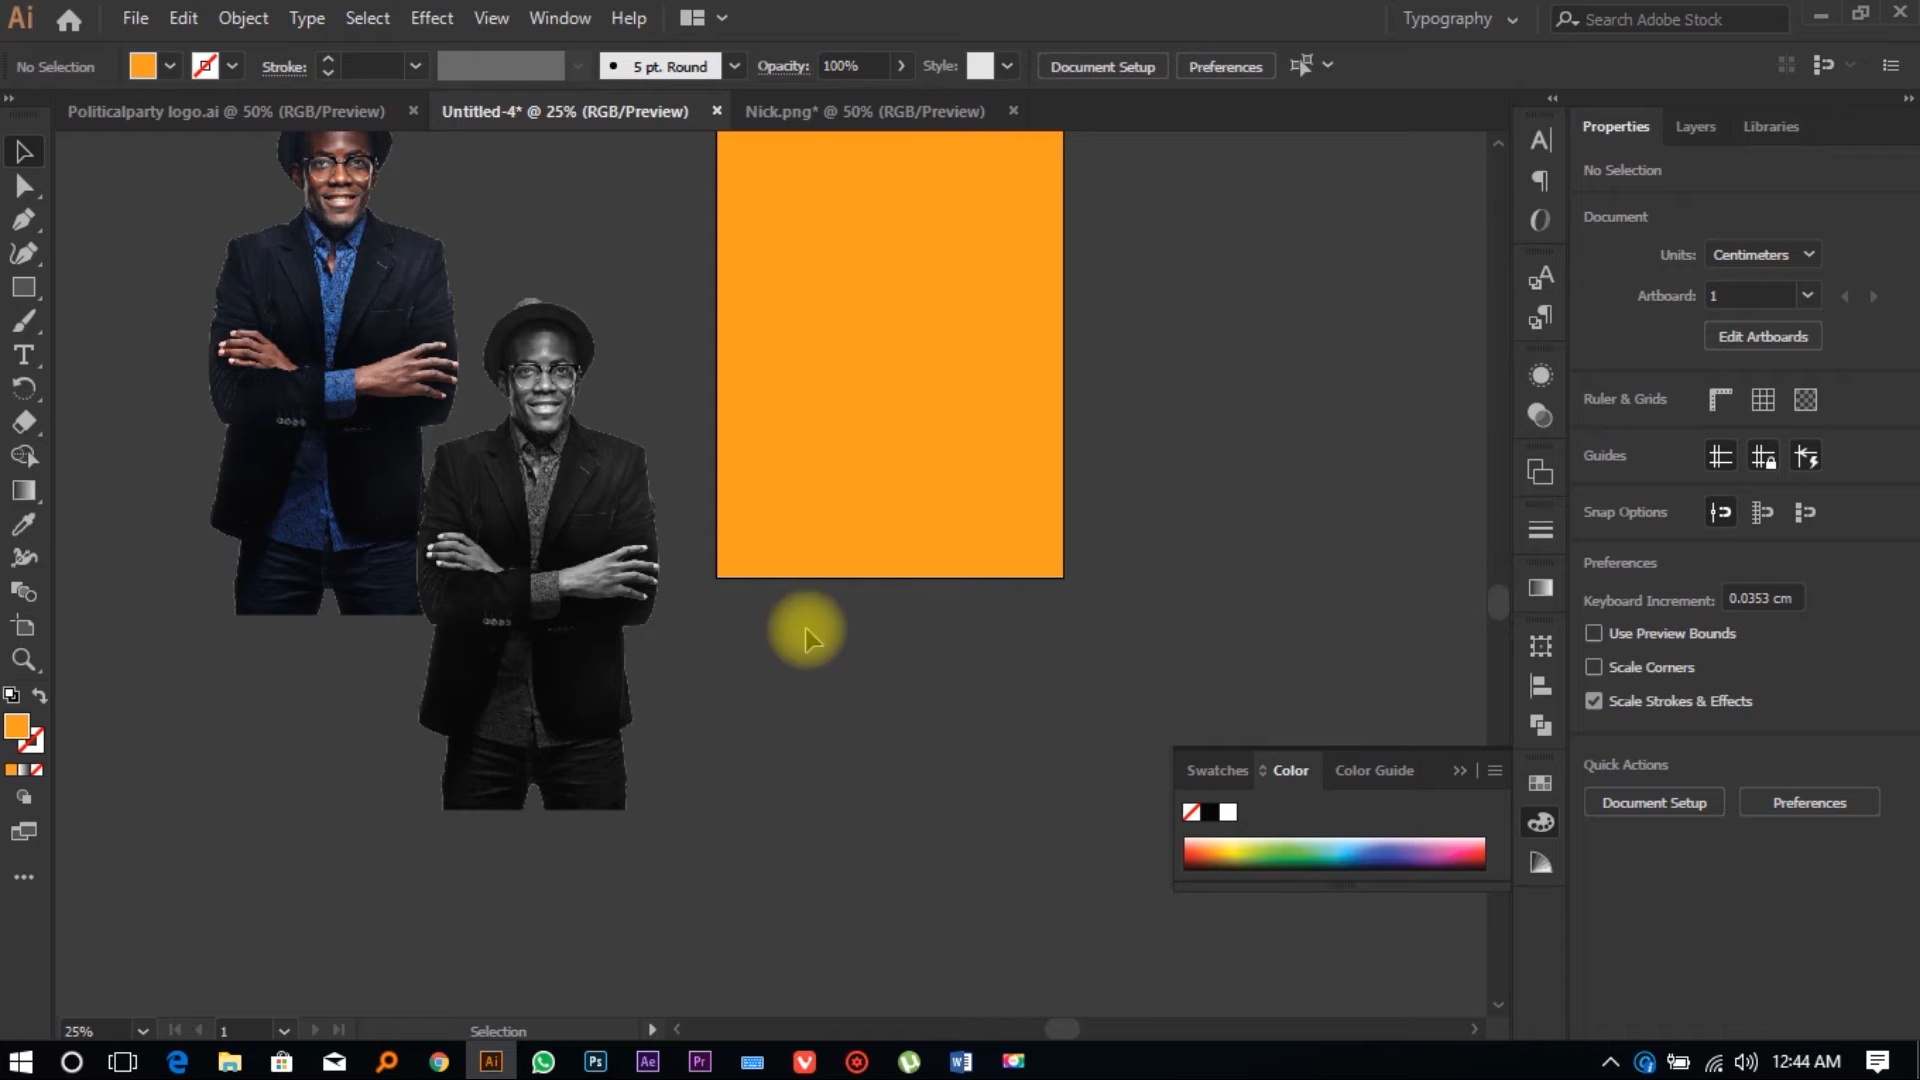 Ai File Edit Object Type Select Effect View Window Help Typography Search Adobe Stock
No Selection Stroke: 5 pt. Round Opacity: 100% Style: Document Setup Preferences
Politicalparty logo.ai @ 50% (RGB/Preview) Untitled-4* @ 25% (RGB/Preview) Nick.png* @ 50% (RGB/Preview)
Properties Layers Libraries
No Selection
Document
Units: Centimeters
Artboard: 1
Edit Artboards
Ruler & Grids
Guides
Snap Options
Preferences
Keyboard Increment: 0.0353 cm
Use Preview Bounds
Scale Corners
Scale Strokes & Effects
Quick Actions
Document Setup Preferences
Swatches Color Color Guide
25% 1 Selection
Ai Ps Ae Pr 12:44 AM